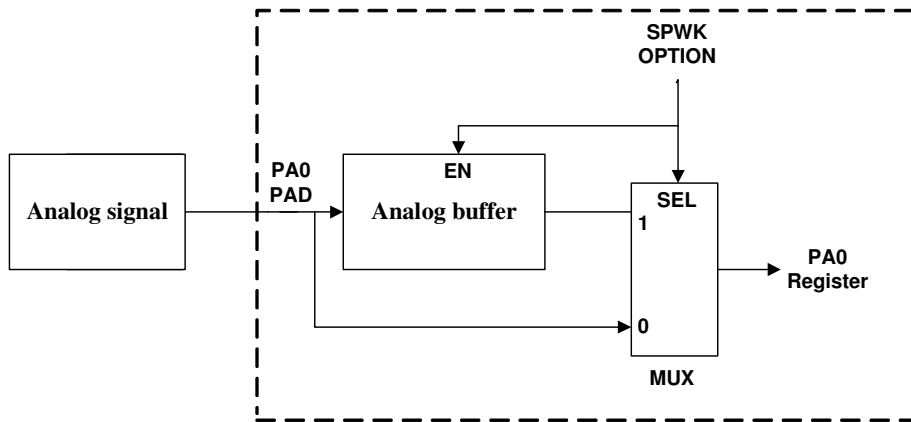 SPWK
OPTION
PA0
PAD
EN
Analog signal
Analog buffer
SEL
1
PA0
Register
0
MUX